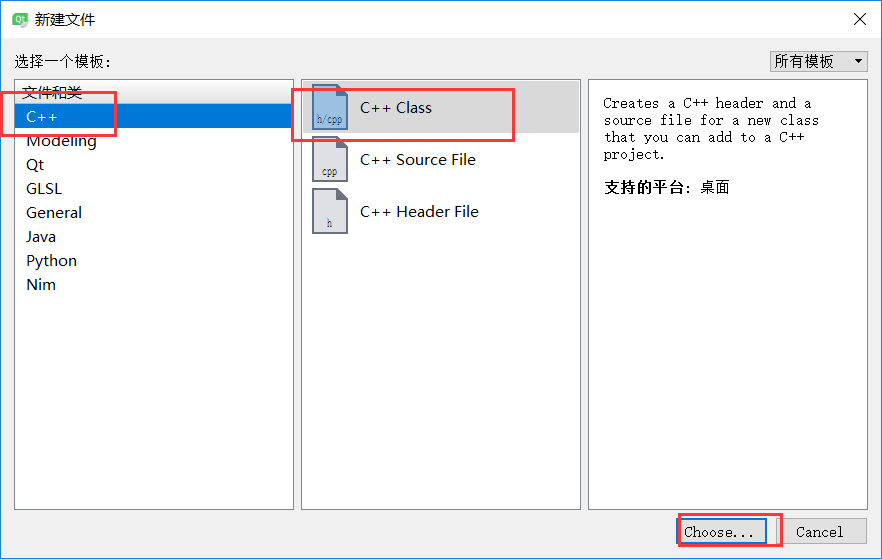 Qt 新建文件
选择一个模板:
所有模板
文件和类
C++
Modeling
Qt
GLSL
General
Java
Python
Nim
h/cpp C++ Class
cpp C++ Source File
h C++ Header File
Creates a C++ header and a
source file for a new class
that you can add to a C++
project.
支持的平台: 桌面
Choose...
Cancel